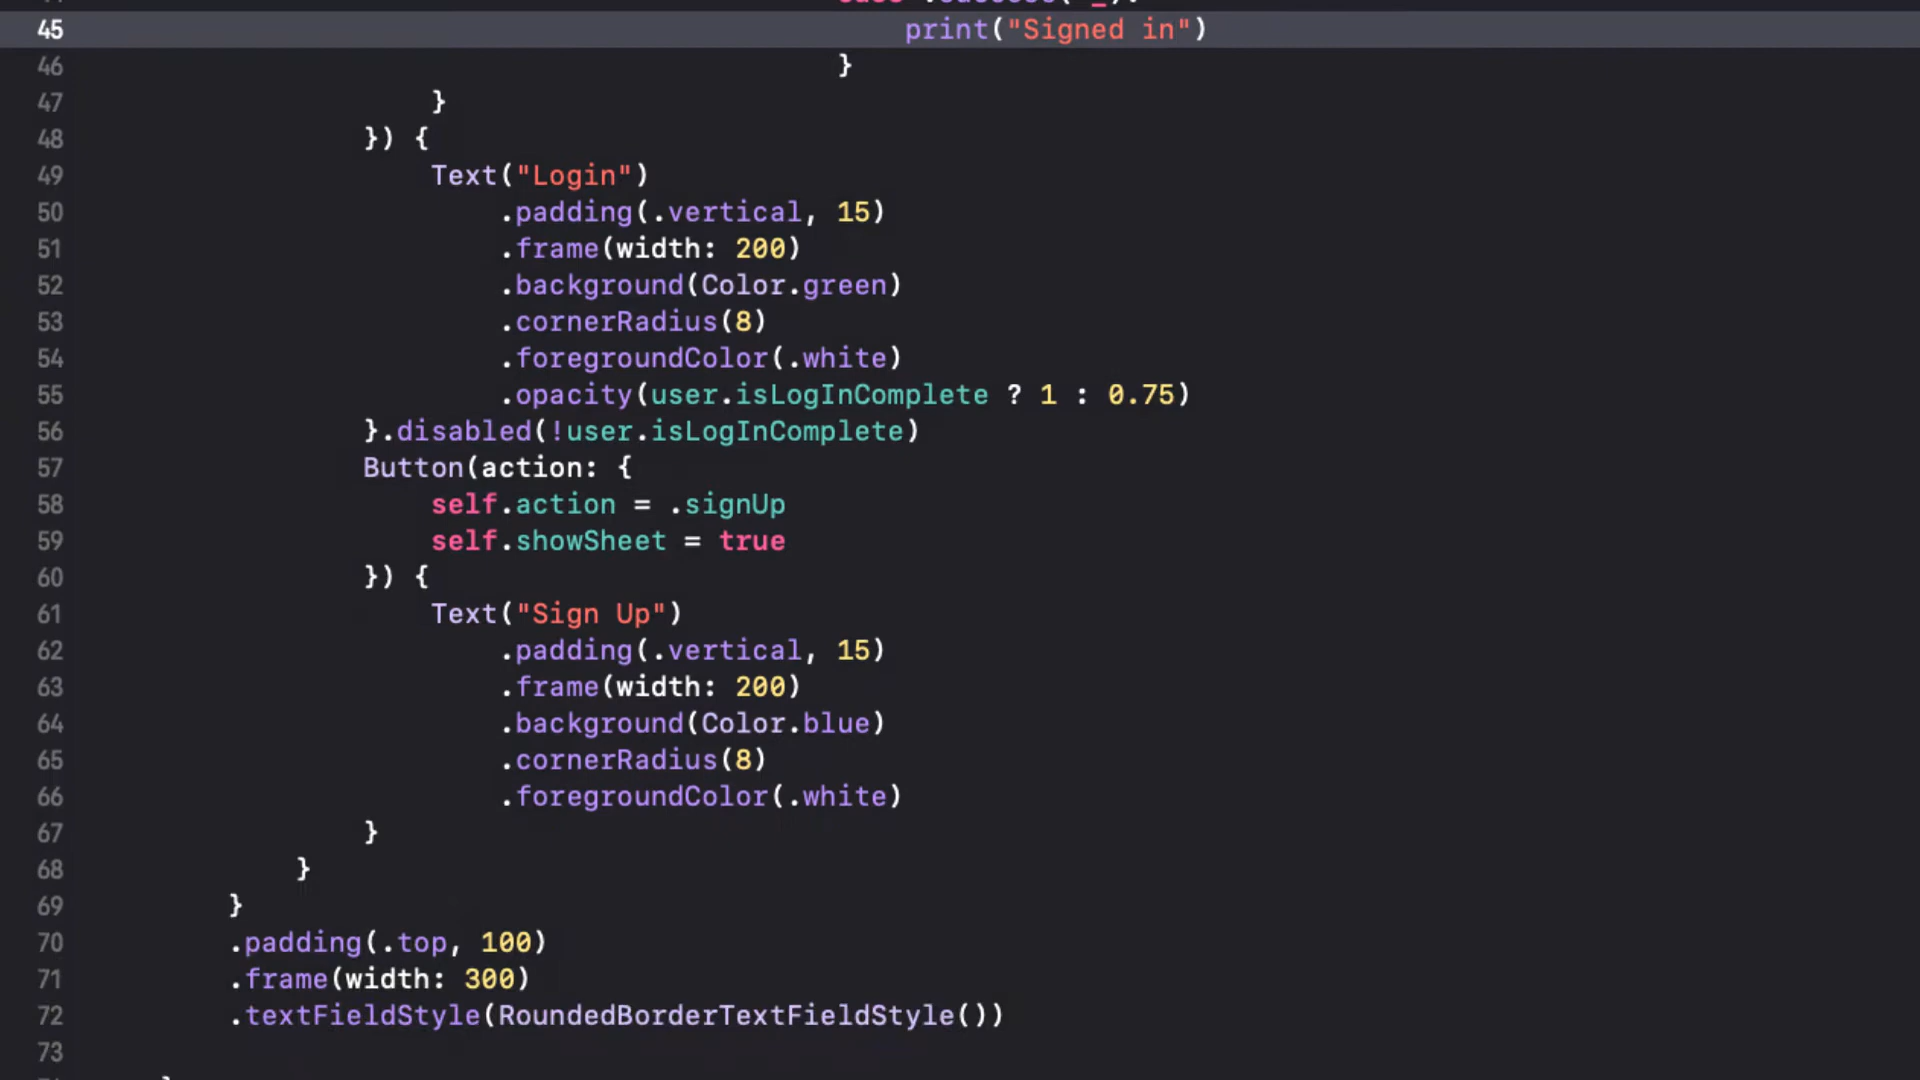 45 print("Signed in")
46 }
47 }
48 }) {
49 Text("Login")
50 .padding(.vertical, 15)
51 .frame(width: 200)
52 .background(Color.green)
53 .cornerRadius(8)
54 .foregroundColor(.white)
55 .opacity(user.isLogInComplete ? 1 : 0.75)
56 }.disabled(!user.isLogInComplete)
57 Button(action: {
58 self.action = .signUp
59 self.showSheet = true
60 }) {
61 Text("Sign Up")
62 .padding(.vertical, 15)
63 .frame(width: 200)
64 .background(Color.blue)
65 .cornerRadius(8)
66 .foregroundColor(.white)
67 }
68 }
69 }
70 .padding(.top, 100)
71 .frame(width: 300)
72 .textFieldStyle(RoundedBorderTextFieldStyle())
73